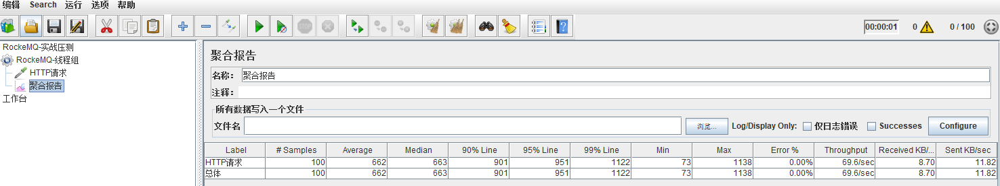 编辑 Search 运行 选项 帮助
STOP 00:00:01 0 0 / 100
RockeMQ-实战压测
RockeMQ-线程组
HTTP请求
聚合报告
工作台
聚合报告
名称： 聚合报告
注释：
所有数据写入一个文件
文件名 浏览... Log/Display Only: 仅日志错误 Successes Configure
Label # Samples Average Median 90% Line 95% Line 99% Line Min Max Error % Throughput Received KB/... Sent KB/sec
HTTP请求 100 662 663 901 951 1122 73 1138 0.00% 69.6/sec 8.70 11.82
总体 100 662 663 901 951 1122 73 1138 0.00% 69.6/sec 8.70 11.82